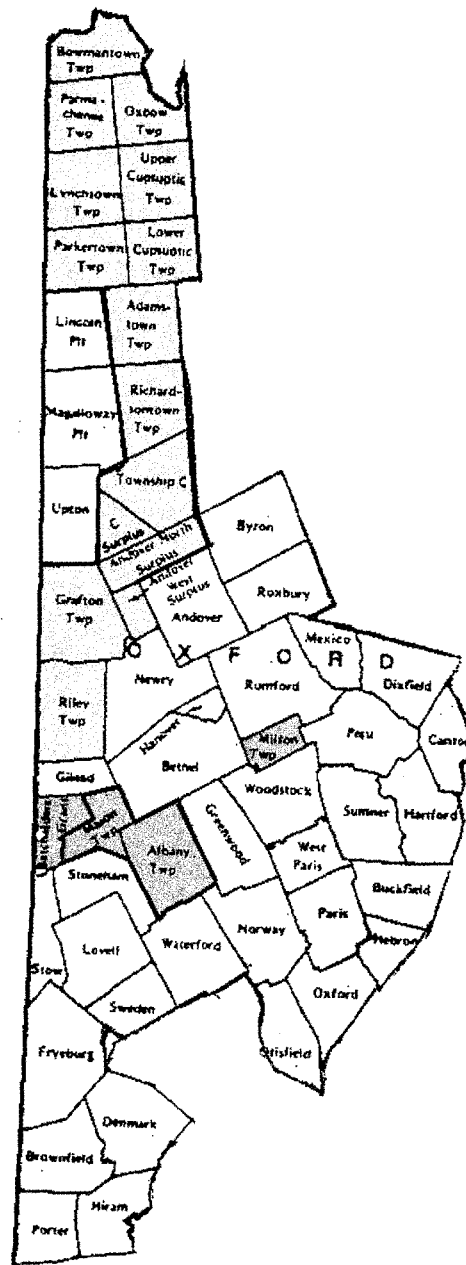 Bowmantown
Twp
Parma-
chenee
Twp
Oxbow
Twp
Upper
Cupsuptic
Twp
Lynchtown
Twp
Parkertown
Twp
Lower
Cupsuptic
Twp
Lincoln
Plt
Adams-
town
Twp
Magalloway
Plt
Richard-
sontown
Twp
Township C
Upton
C
Surplus
Andover North
Surplus
Andover
West
Surplus
Byron
Grafton
Twp
Andover
Roxbury
OXFORD
Mexico
Dixfield
Newry
Rumford
Riley
Twp
Hanover
Milton
Twp
Peru
Canton
Gilead
Bethel
Woodstock
Mason
Twp
Albany
Twp
Greenwood
Sumner
Hartford
Stoneham
West
Paris
Buckfield
Lovell
Waterford
Norway
Paris
Hebron
Stow
Sweden
Oxford
Otisfield
Fryeburg
Denmark
Brownfield
Hiram
Porter